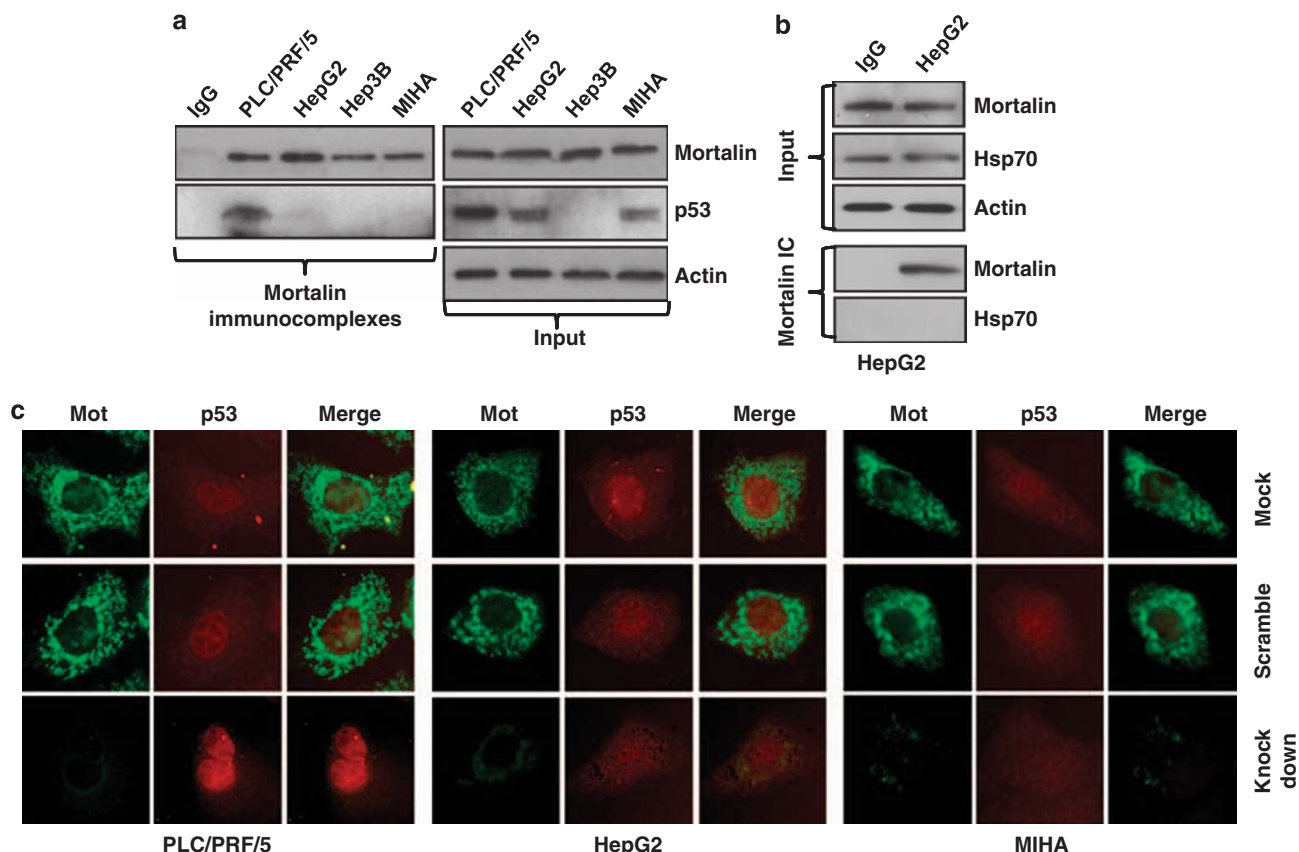 a
IgG
PLC/PRF/5
HepG2
Hep3B
MIHA
PLC/PRF/5
HepG2
Hep3B
MIHA
Mortalin
p53
Actin
Mortalin
immunocomplexes
Input
b
IgG
HepG2
Input
Mortalin
Hsp70
Actin
Mortalin IC
Mortalin
Hsp70
HepG2
c
Mot p53 Merge Mot p53 Merge Mot p53 Merge
Mock
Scramble
Knock
down
PLC/PRF/5 HepG2 MIHA